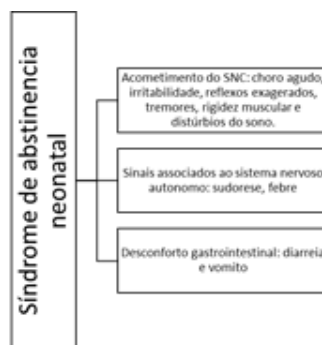 Síndrome de abstinencia
neonatal
Acometimento do SNC: choro agudo,
irritabilidade, reflexos exagerados,
tremores, rigidez muscular e
distúrbios do sono.
Sinais associados ao sistema nervoso
autonomo: sudorese, febre
Desconforto gastrointestinal: diarreia
e vomito